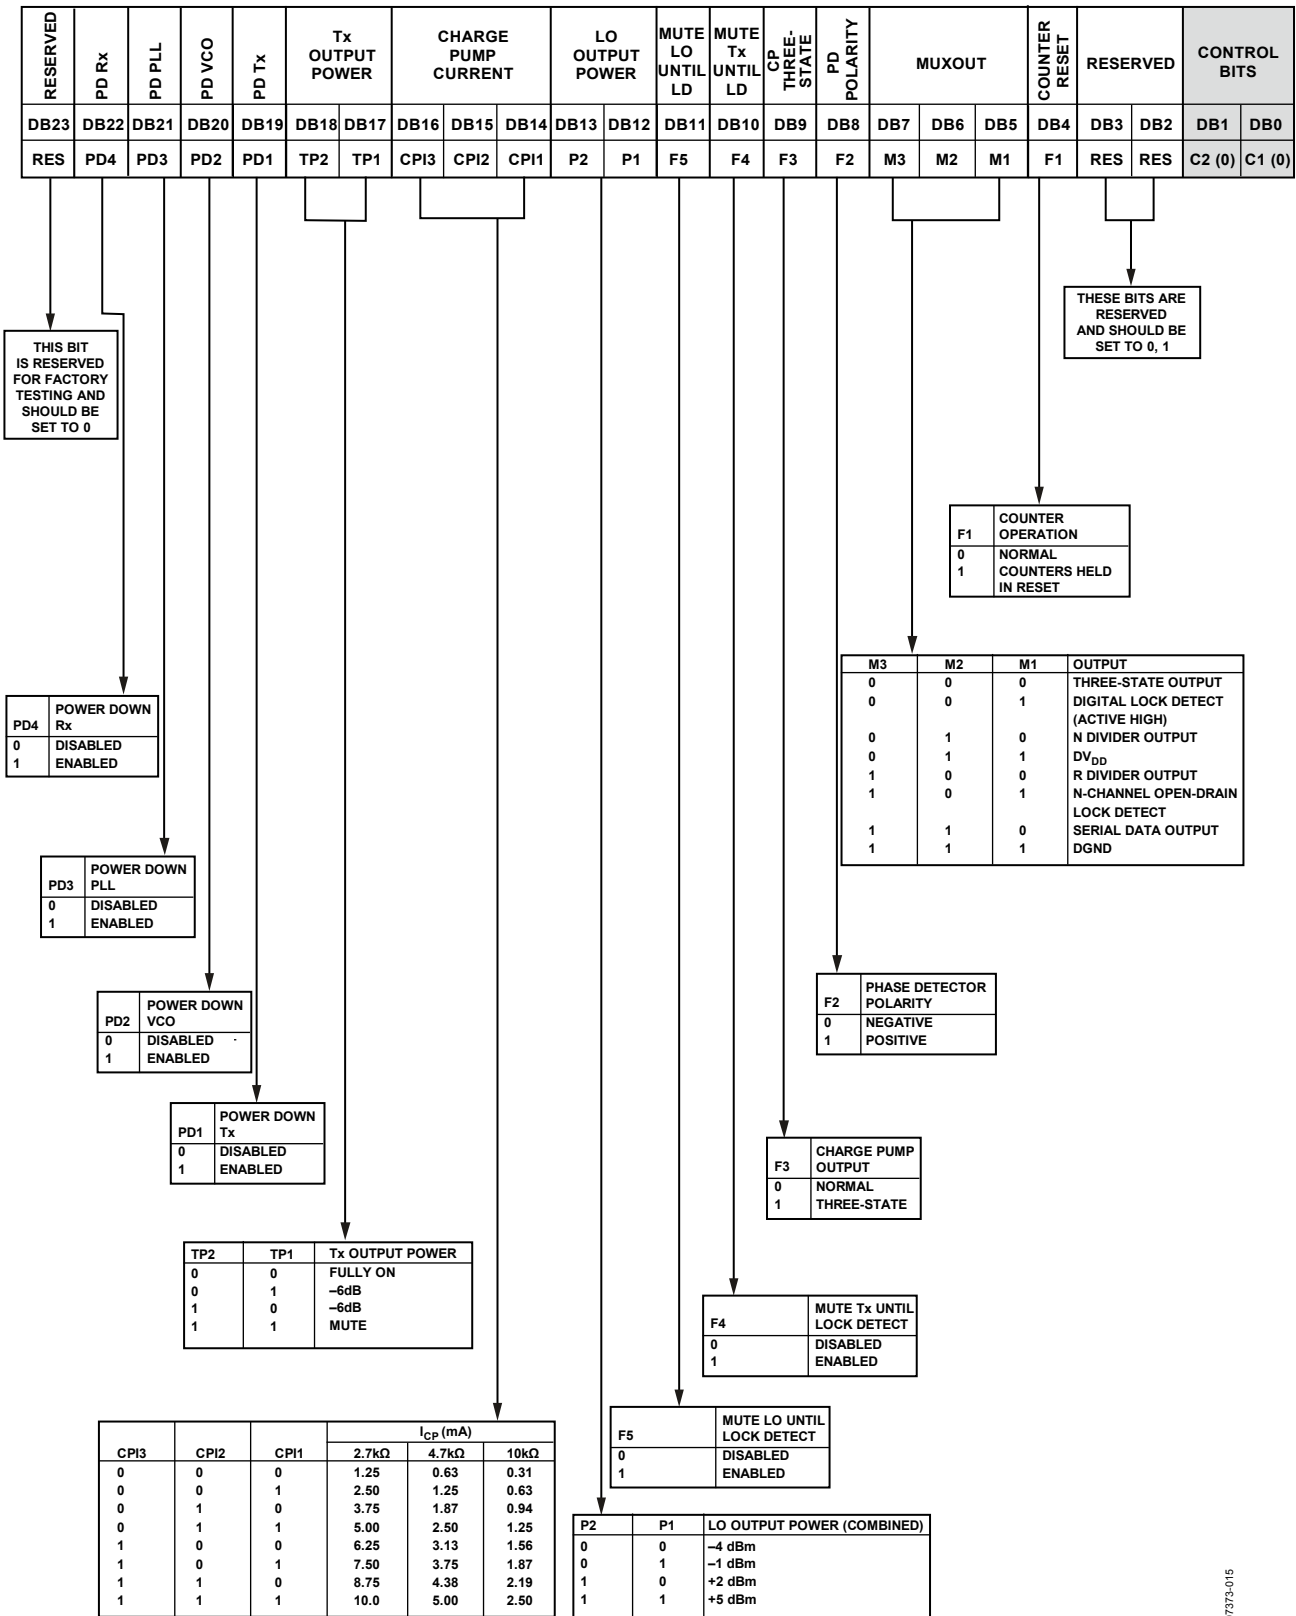 RESERVED
PD Rx
PD PLL
PD VCO
PD Tx
Tx
OUTPUT
POWER
CHARGE
PUMP
CURRENT
LO
OUTPUT
POWER
MUTE
LO
UNTIL
LD
MUTE
Tx
UNTIL
LD
CP
THREE-
STATE
PD
POLARITY
MUXOUT
COUNTER
RESET
RESERVED
CONTROL
BITS
DB23 DB22 DB21 DB20 DB19 DB18 DB17 DB16 DB15 DB14 DB13 DB12 DB11 DB10 DB9 DB8 DB7 DB6 DB5 DB4 DB3 DB2 DB1 DB0
RES PD4 PD3 PD2 PD1 TP2 TP1 CPI3 CPI2 CPI1 P2 P1 F5 F4 F3 F2 M3 M2 M1 F1 RES RES C2 (0) C1 (0)
THESE BITS ARE
RESERVED
AND SHOULD BE
SET TO 0, 1
THIS BIT
IS RESERVED
FOR FACTORY
TESTING AND
SHOULD BE
SET TO 0
COUNTER
F1 OPERATION
0 NORMAL
1 COUNTERS HELD
IN RESET
M3 M2 M1 OUTPUT
0 0 0 THREE-STATE OUTPUT
0 0 1 DIGITAL LOCK DETECT
(ACTIVE HIGH)
0 1 0 N DIVIDER OUTPUT
0 1 1 DVDD
1 0 0 R DIVIDER OUTPUT
1 0 1 N-CHANNEL OPEN-DRAIN
LOCK DETECT
1 1 0 SERIAL DATA OUTPUT
1 1 1 DGND
POWER DOWN
PD4 Rx
0 DISABLED
1 ENABLED
POWER DOWN
PD3 PLL
0 DISABLED
1 ENABLED
PHASE DETECTOR
F2 POLARITY
0 NEGATIVE
1 POSITIVE
POWER DOWN
PD2 VCO
0 DISABLED
1 ENABLED
POWER DOWN
PD1 Tx
0 DISABLED
1 ENABLED
CHARGE PUMP
F3 OUTPUT
0 NORMAL
1 THREE-STATE
TP2 TP1 Tx OUTPUT POWER
0 0 FULLY ON
0 1 –6dB
1 0 –6dB
1 1 MUTE
MUTE Tx UNTIL
F4 LOCK DETECT
0 DISABLED
1 ENABLED
MUTE LO UNTIL
F5 LOCK DETECT
0 DISABLED
1 ENABLED
ICP (mA)
CPI3 CPI2 CPI1 2.7kΩ 4.7kΩ 10kΩ
0 0 0 1.25 0.63 0.31
0 0 1 2.50 1.25 0.63
0 1 0 3.75 1.87 0.94
0 1 1 5.00 2.50 1.25
1 0 0 6.25 3.13 1.56
1 0 1 7.50 3.75 1.87
1 1 0 8.75 4.38 2.19
1 1 1 10.0 5.00 2.50
P2 P1 LO OUTPUT POWER (COMBINED)
0 0 –4 dBm
0 1 –1 dBm
1 0 +2 dBm
1 1 +5 dBm